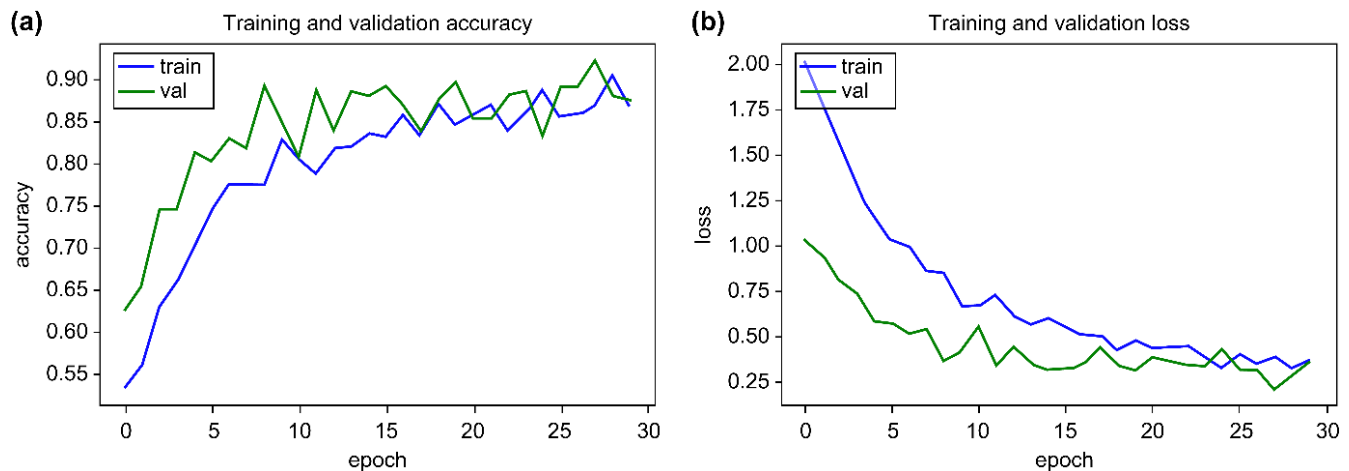 (a)
Training and validation accuracy
train
val
0.90
0.85
0.80
0.75
0.70
0.65
0.60
0.55
accuracy
0 5 10 15 20 25 30
epoch
(b)
Training and validation loss
train
val
2.00
1.75
1.50
1.25
1.00
0.75
0.50
0.25
loss
0 5 10 15 20 25 30
epoch